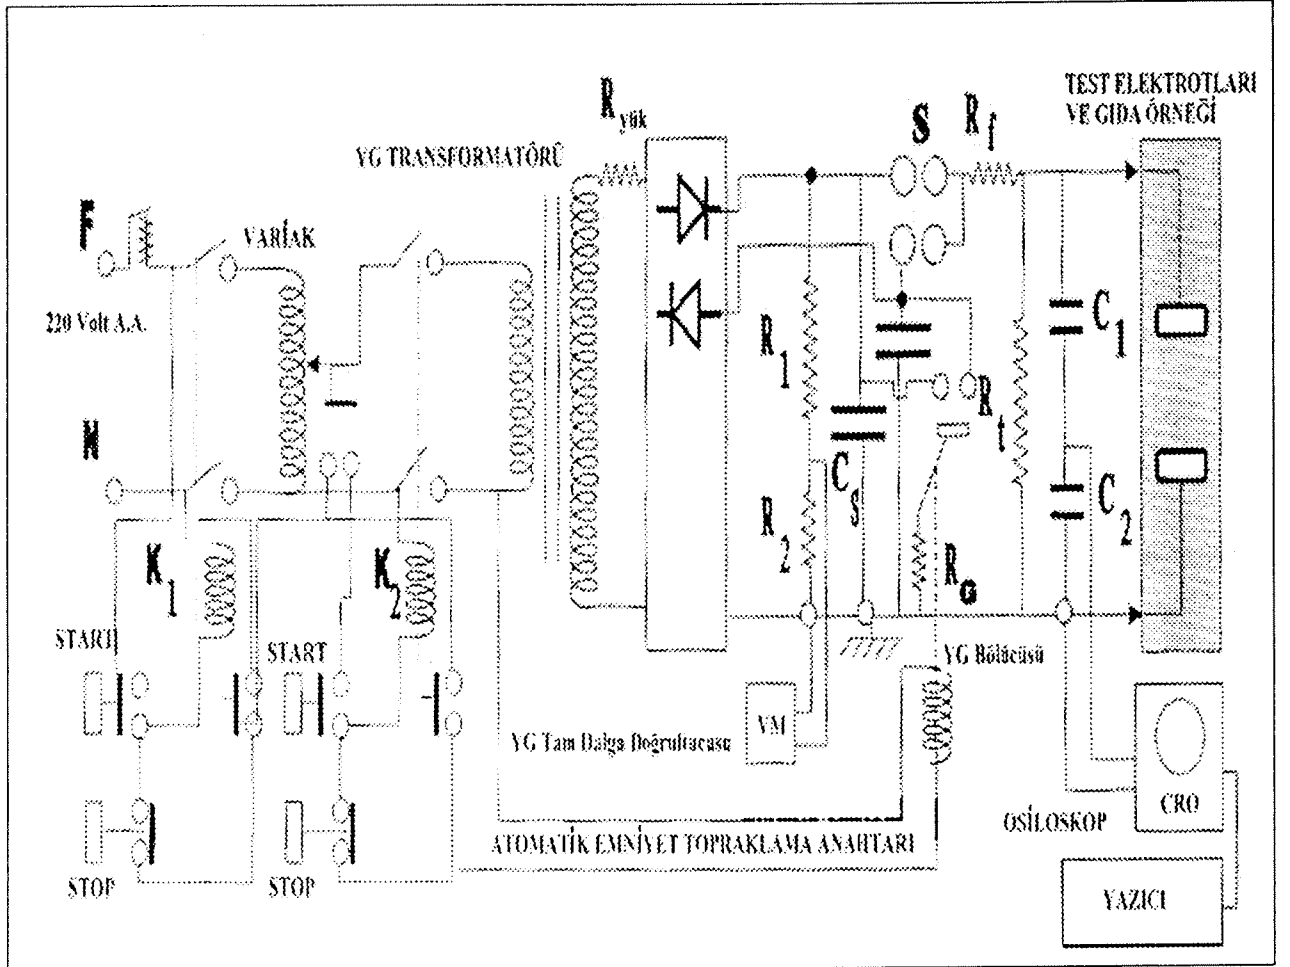 TEST ELEKTROTLARI
VE GIDA ÖRNEĞİ
R yük
S
R f
YG TRANSFORMATÖRÜ
F
VARİAK
220 Volt A.A.
C 1
R 1
R t
N
C S
C 2
R 2
K 1
K 2
R G
START
START
YG Bölücüsü
VM
YG Tam Dalga Doğrultucusu
CRO
OSİLOSKOP
ATOMATİK EMNİYET TOPRAKLAMA ANAHTARI
STOP
STOP
YAZICI